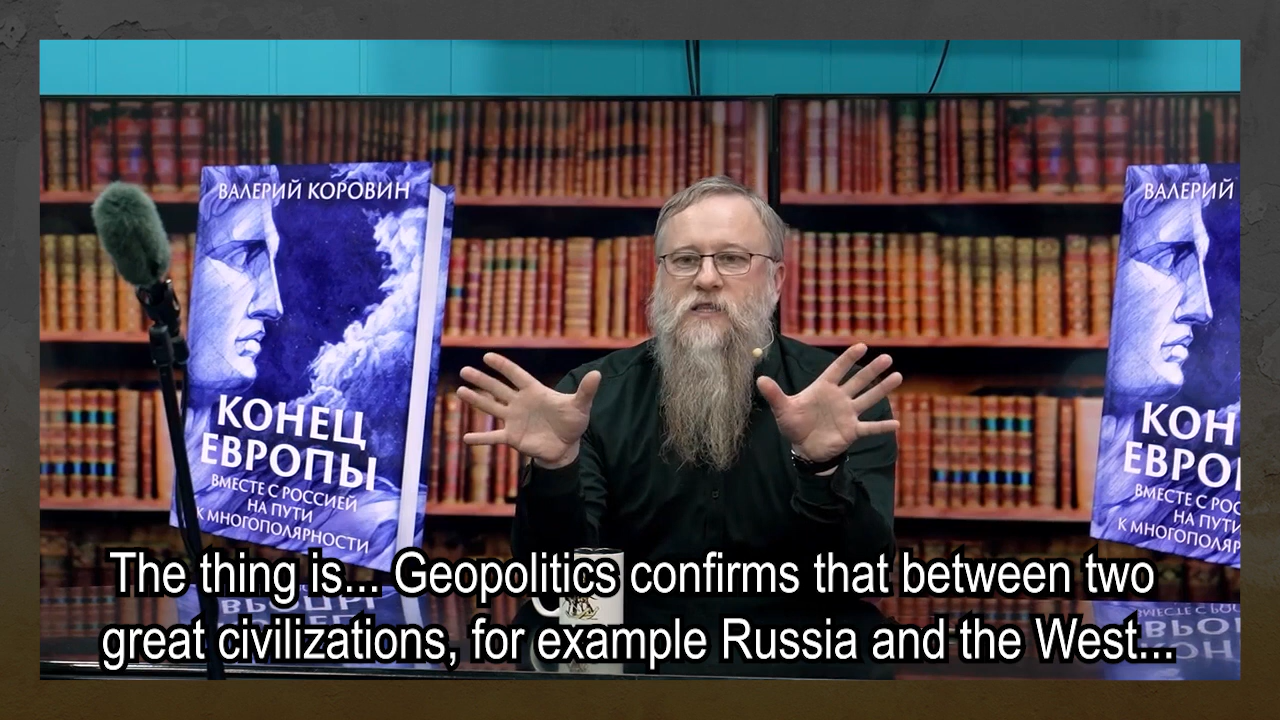 ВАЛЕРИЙ КОРОВИН
КОНЕЦ
ЕВРОПЫ
ВМЕСТЕ С РОССИЕЙ
НА ПУТИ
К МНОГОПОЛЯРНОСТИ
ВАЛЕРИЙ
КОН
ЕВРО
ВМЕСТЕ С РОС
НА ПУТИ
К МНОГОПОЛЯР
The thing is... Geopolitics confirms that between two
great civilizations, for example Russia and the West...